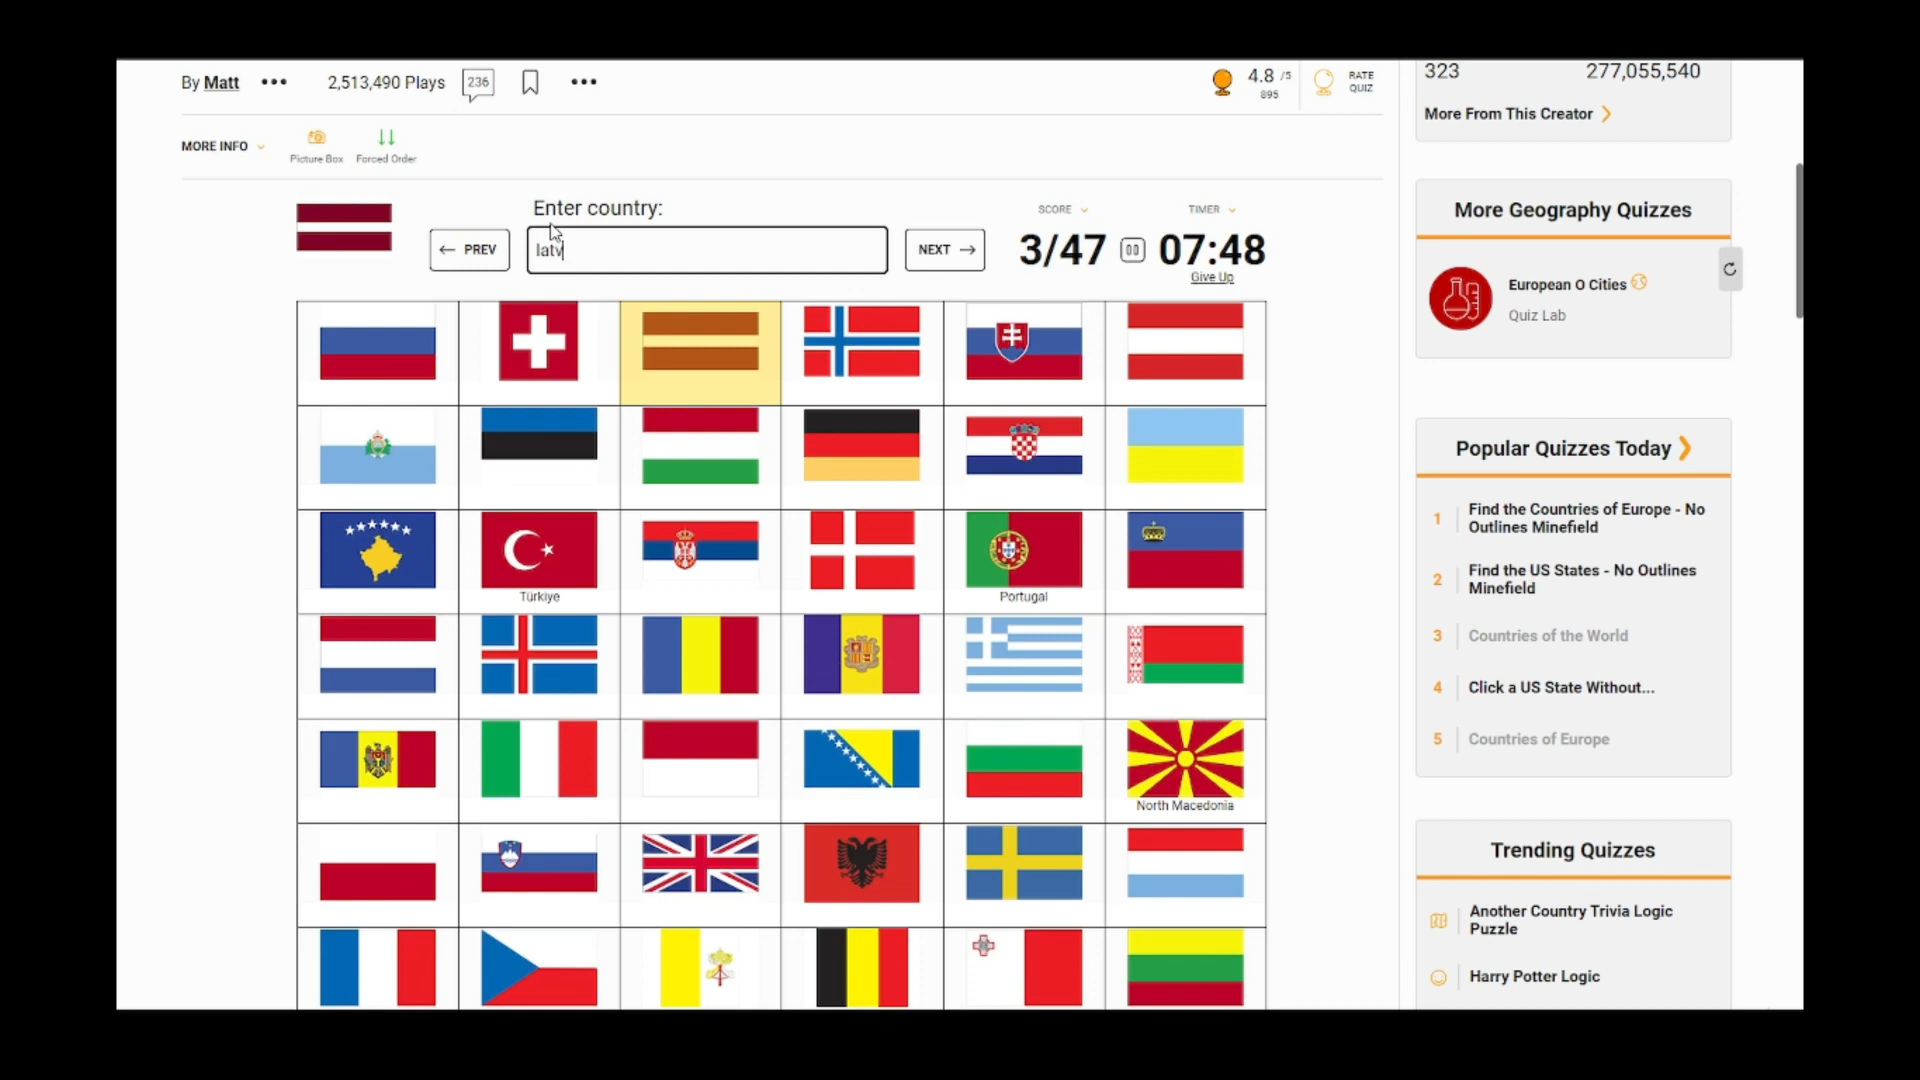 By Matt ••• 2,513,490 Plays 236 •••
4.8 /5
895
RATE
QUIZ
MORE INFO
Picture Box
Forced Order
Enter country:
← PREV
latv
NEXT →
SCORE
3/47
TIMER
07:48
Give Up
Türkiye
Portugal
North Macedonia
323 277,055,540
More From This Creator
More Geography Quizzes
European O Cities
Quiz Lab
Popular Quizzes Today
1 Find the Countries of Europe - No
Outlines Minefield
2 Find the US States - No Outlines
Minefield
3 Countries of the World
4 Click a US State Without...
5 Countries of Europe
Trending Quizzes
Another Country Trivia Logic
Puzzle
Harry Potter Logic